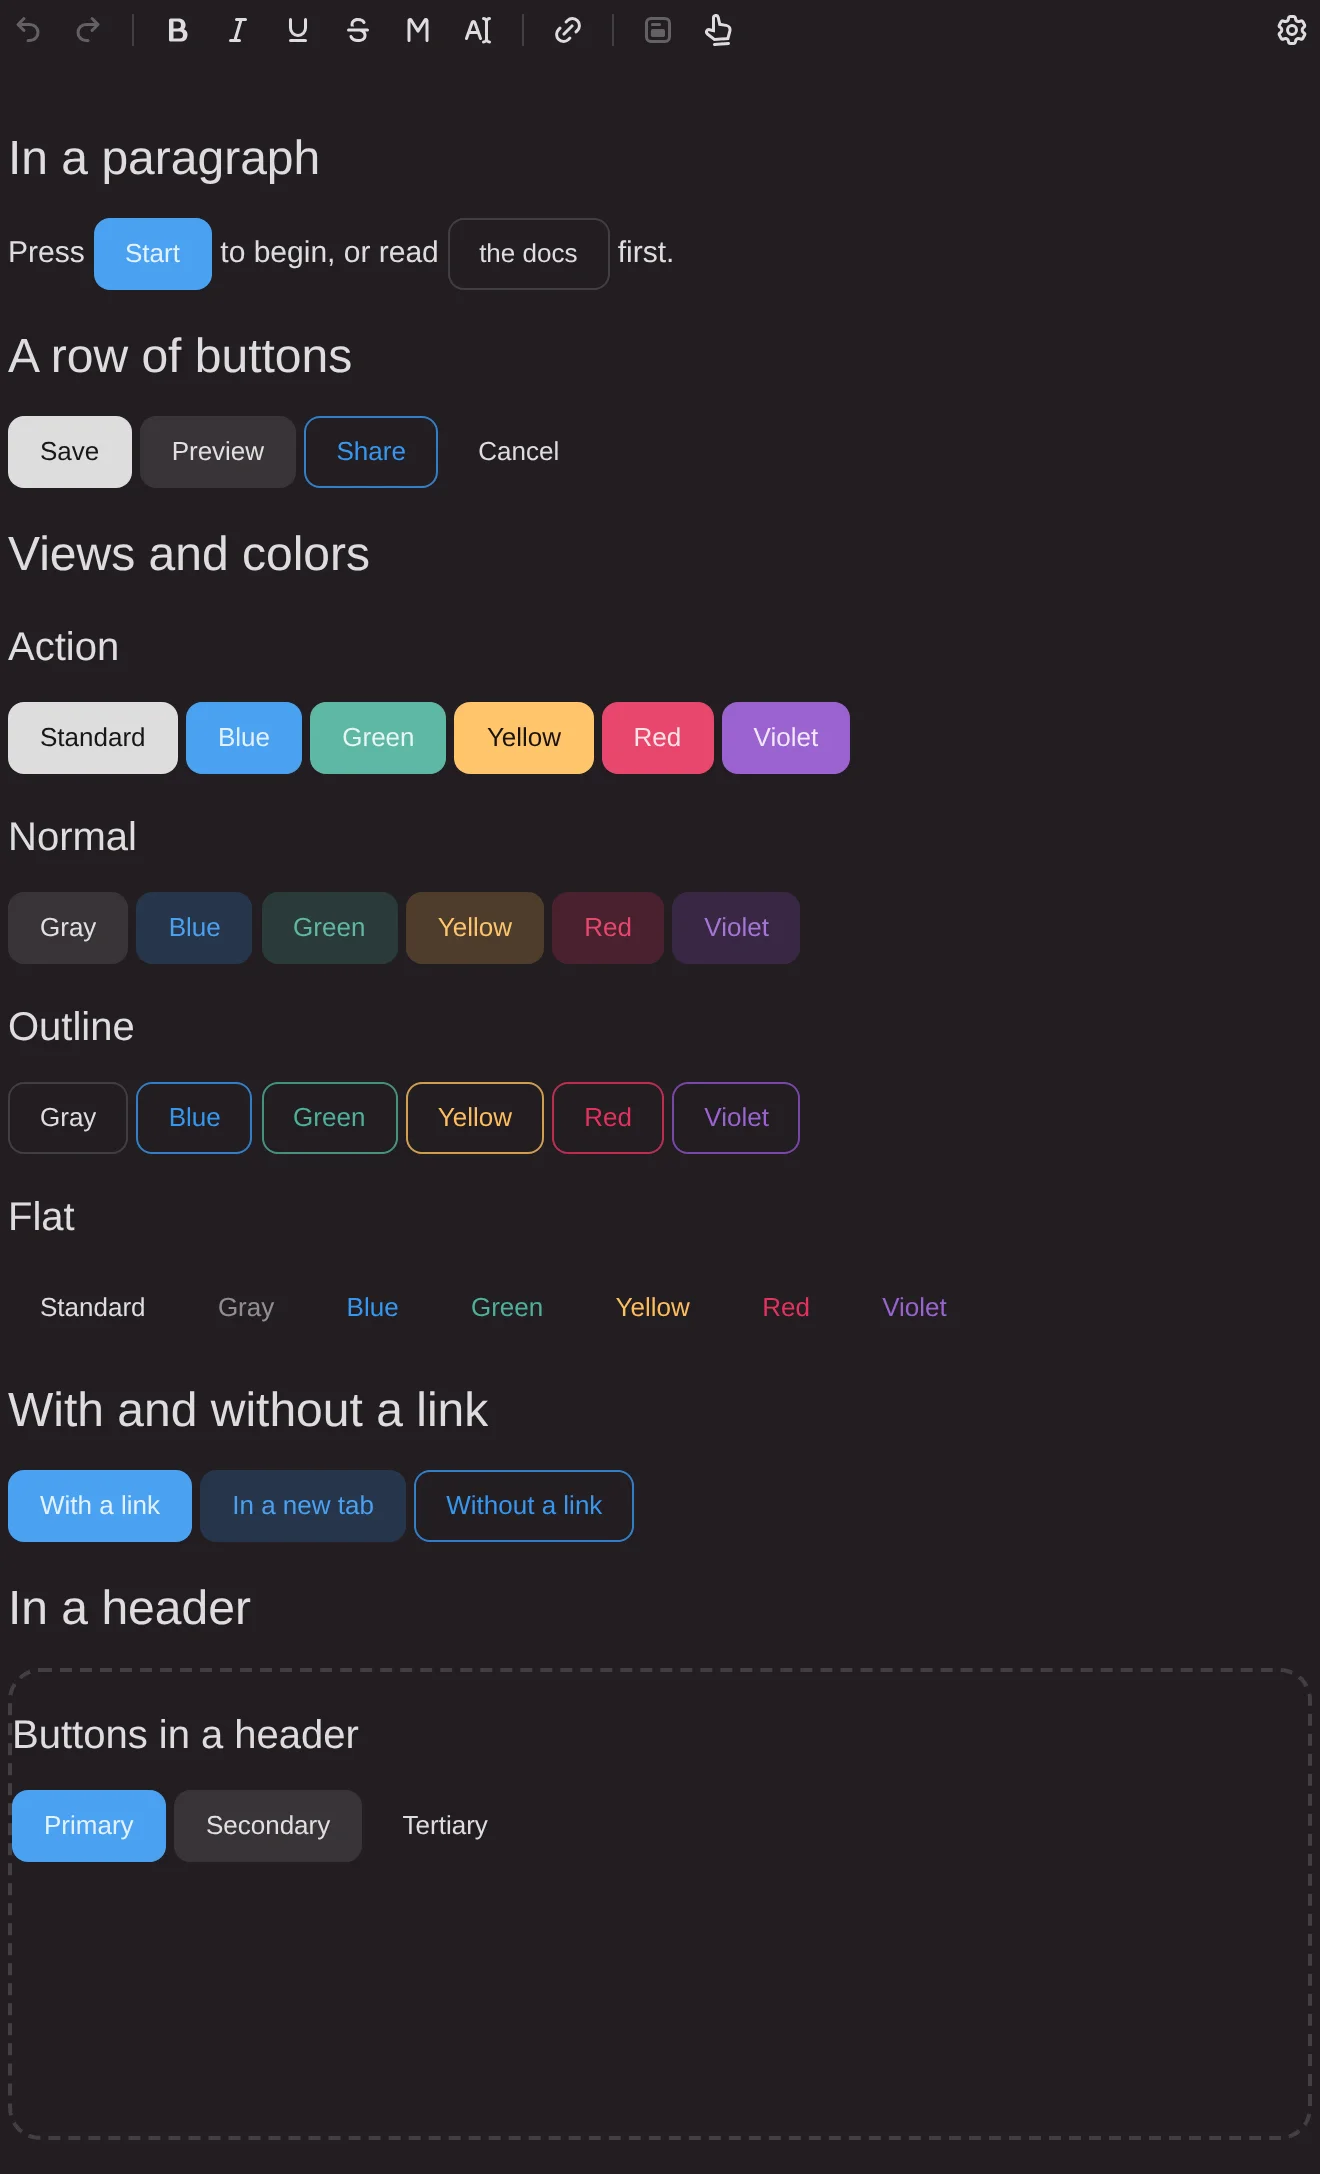 In a paragraph
Press Start to begin, or read the docs first.
A row of buttons
Save Preview Share Cancel
Views and colors
Action
Standard Blue Green Yellow Red Violet
Normal
Gray Blue Green Yellow Red Violet
Outline
Gray Blue Green Yellow Red Violet
Flat
Standard Gray Blue Green Yellow Red Violet
With and without a link
With a link In a new tab Without a link
In a header
Buttons in a header
Primary Secondary Tertiary